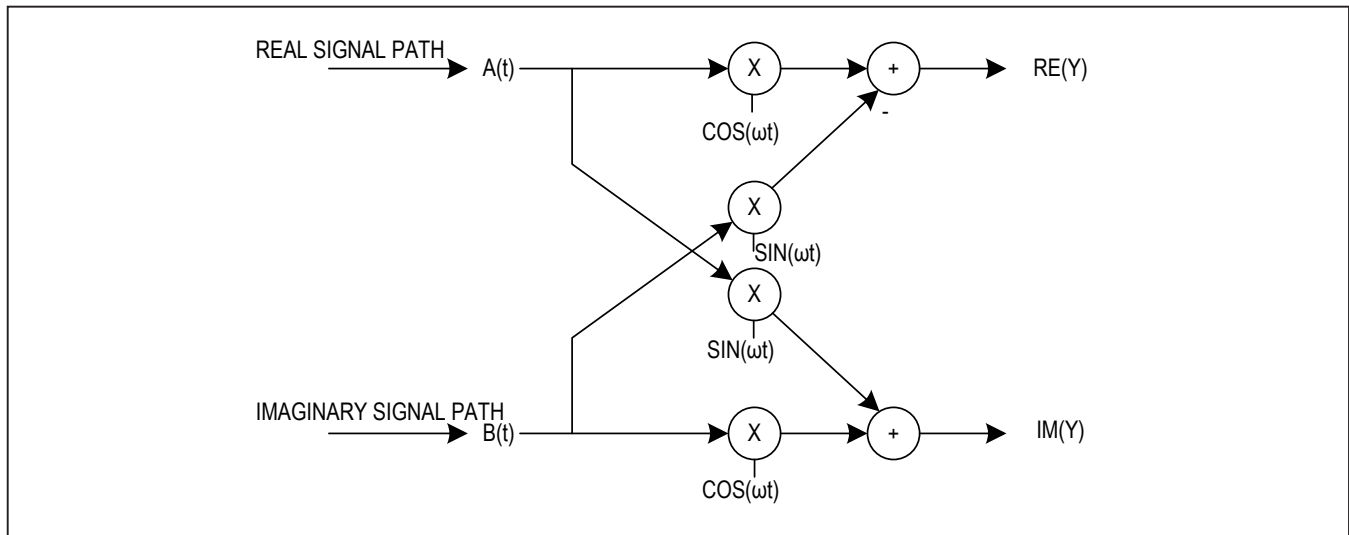 REAL SIGNAL PATH
A(t)
X
+
RE(Y)
COS(ωt)
-
X
SIN(ωt)
X
SIN(ωt)
IMAGINARY SIGNAL PATH
B(t)
X
+
IM(Y)
COS(ωt)